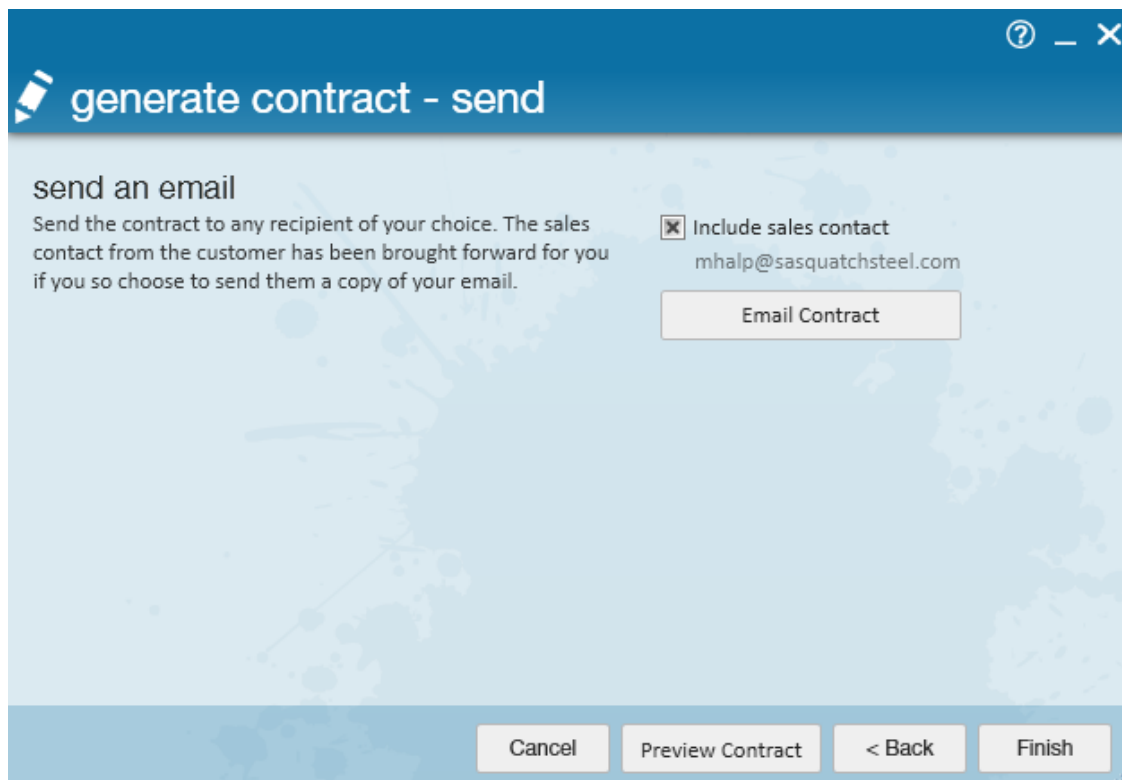 generate contract - send
send an email
Send the contract to any recipient of your choice. The sales
contact from the customer has been brought forward for you
if you so choose to send them a copy of your email.
Include sales contact
mhalp@sasquatchsteel.com
Email Contract
Cancel
Preview Contract
< Back
Finish